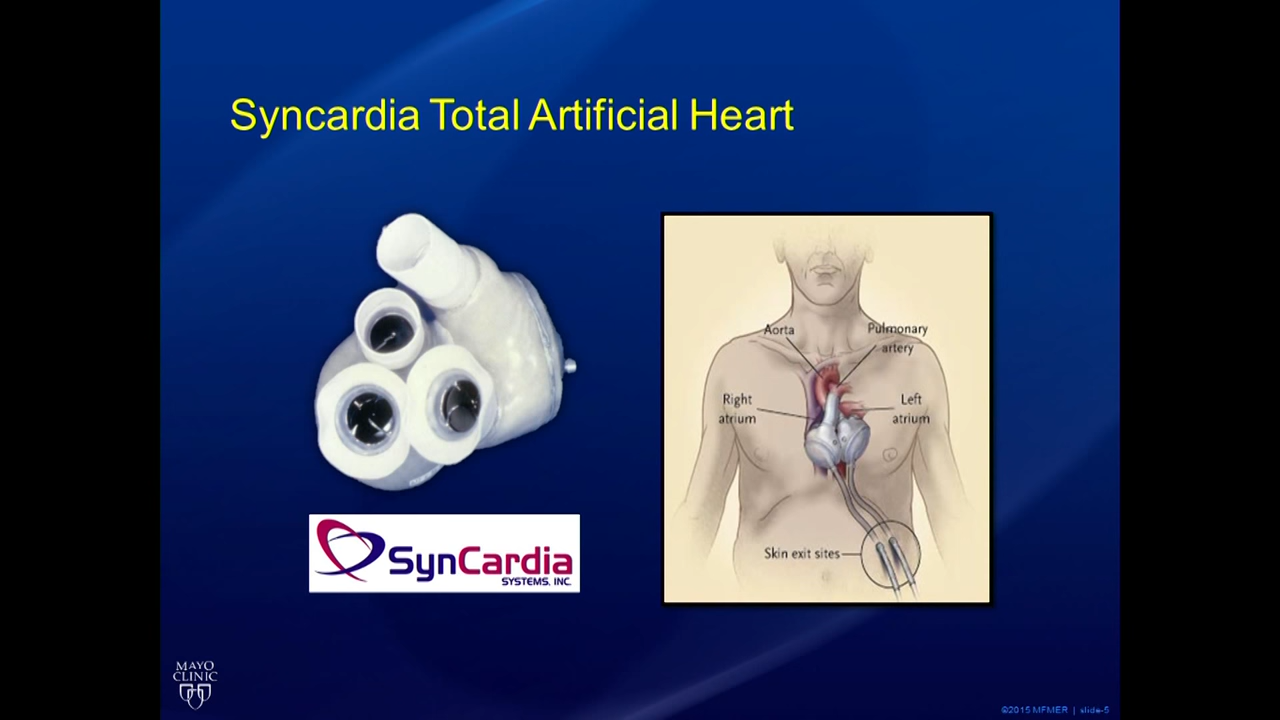 Syncardia Total Artificial Heart
Aorta
Pulmonary
artery
Right
atrium
Left
atrium
Skin exit sites
SynCardia
SYSTEMS, INC.
MAYO
CLINIC
©2015 MFMER | slide-5